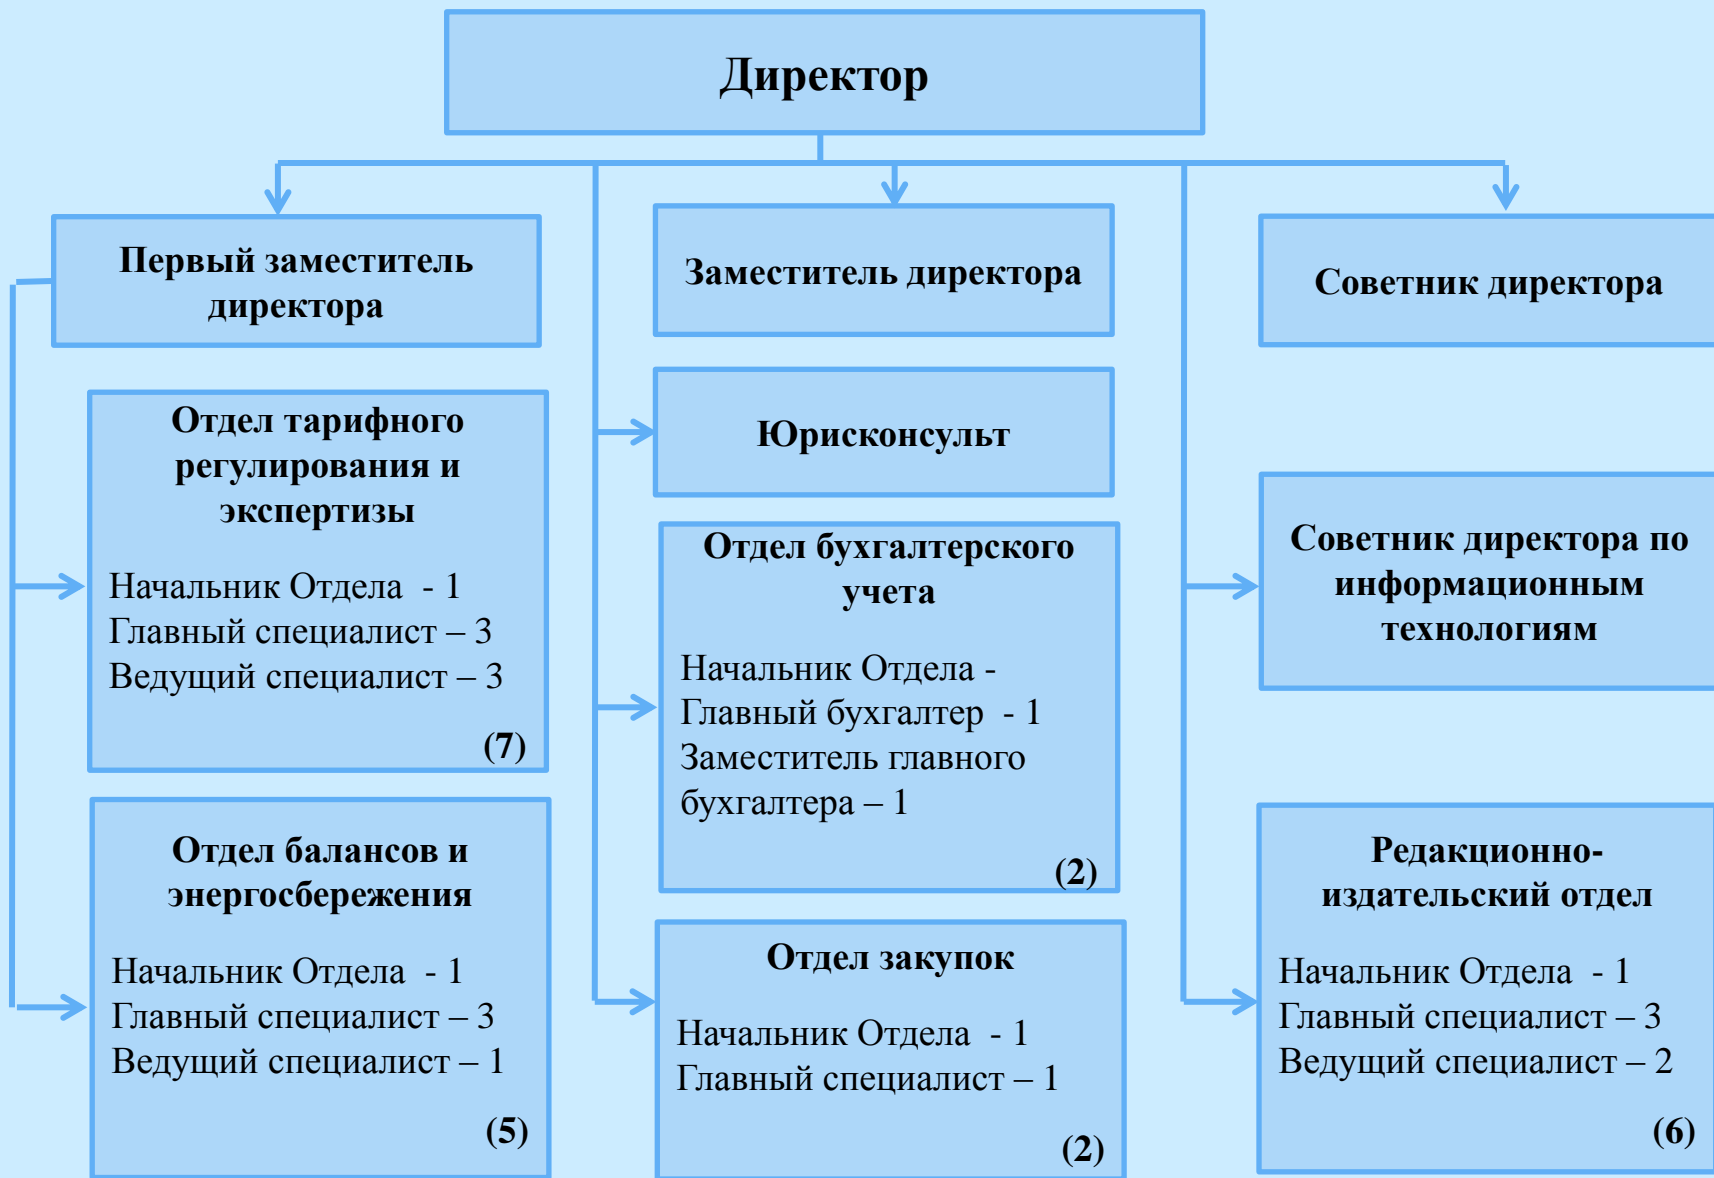 Директор
Первый заместитель
директора
Заместитель директора
Советник директора
Отдел тарифного
регулирования и
экспертизы
Начальник Отдела - 1
Главный специалист – 3
Ведущий специалист – 3
(7)
Юрисконсульт
Советник директора по
информационным
технологиям
Отдел бухгалтерского
учета
Начальник Отдела -
Главный бухгалтер - 1
Заместитель главного
бухгалтера – 1
(2)
Отдел балансов и
энергосбережения
Начальник Отдела - 1
Главный специалист – 3
Ведущий специалист – 1
(5)
Отдел закупок
Начальник Отдела - 1
Главный специалист – 1
(2)
Редакционно-
издательский отдел
Начальник Отдела - 1
Главный специалист – 3
Ведущий специалист – 2
(6)